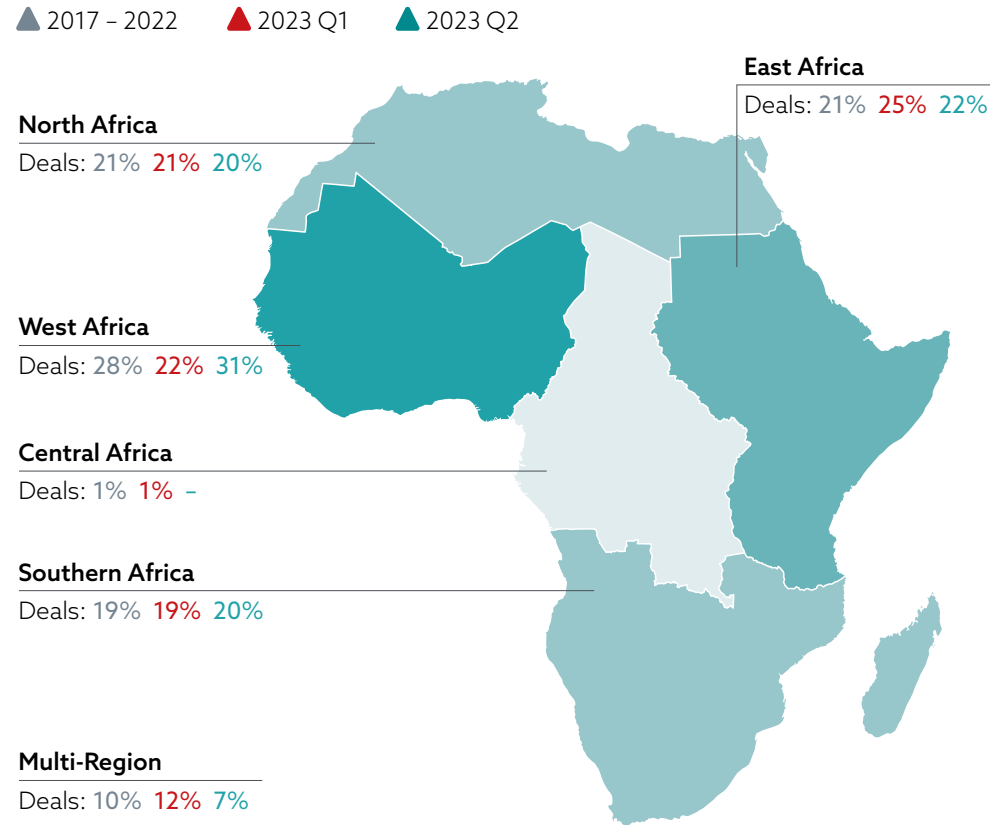 2017 – 2022 2023 Q1 2023 Q2
East Africa
Deals: 21% 25% 22%
North Africa
Deals: 21% 21% 20%
West Africa
Deals: 28% 22% 31%
Central Africa
Deals: 1% 1% –
Southern Africa
Deals: 19% 19% 20%
Multi-Region
Deals: 10% 12% 7%